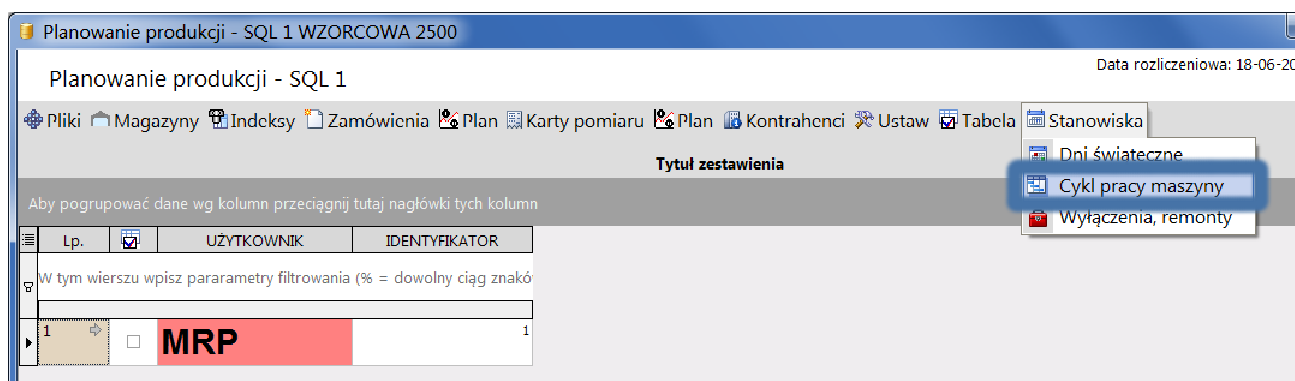 Planowanie produkcji - SQL 1 WZORCOWA 2500
Planowanie produkcji - SQL 1
Data rozliczeniowa: 18-06-20
Pliki Magazyny Indeksy Zamówienia Plan Karty pomiaru Plan Kontrahenci Ustaw Tabela Stanowiska
Dni świąteczne
Tytuł zestawienia
Cykl pracy maszyny
Aby pogrupować dane wg kolumn przeciągnij tutaj nagłówki tych kolumn
Wyłączenia, remonty
Lp. UŻYTKOWNIK IDENTYFIKATOR
W tym wierszu wpisz pararametry filtrowania (% = dowolny ciąg znakó
1 MRP 1